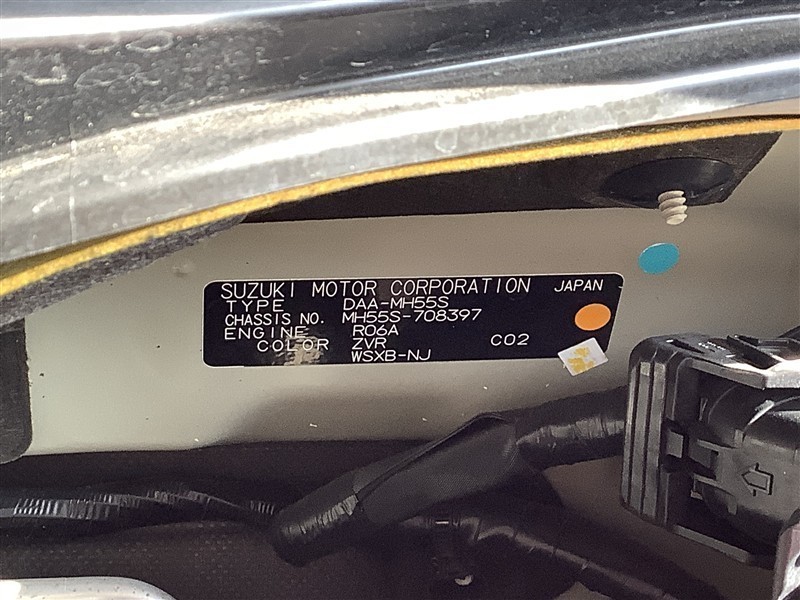 SUZUKI MOTOR CORPORATION JAPAN
TYPE DAA-MH55S
CHASSIS NO. MH55S-708397
ENGINE R06A
COLOR ZVR C02
WSXB-NJ